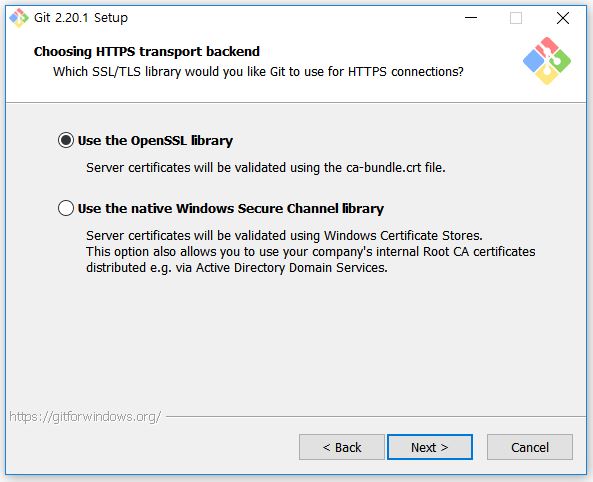 Git 2.20.1 Setup
Choosing HTTPS transport backend
Which SSL/TLS library would you like Git to use for HTTPS connections?
Use the OpenSSL library
Server certificates will be validated using the ca-bundle.crt file.
Use the native Windows Secure Channel library
Server certificates will be validated using Windows Certificate Stores.
This option also allows you to use your company's internal Root CA certificates
distributed e.g. via Active Directory Domain Services.
https://gitforwindows.org/
< Back
Next >
Cancel